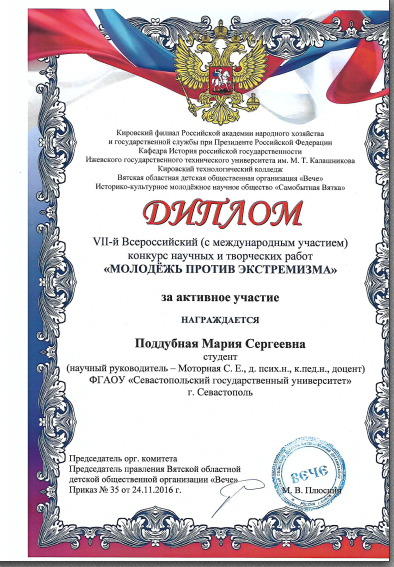 Кировский филиал Российской академии народного хозяйства
и государственной службы при Президенте Российской Федерации
Кафедра История российской государственности
Ижевского государственного технического университета им. М. Т. Калашникова
Кировский технологический колледж
Вятская областная детская общественная организация «Вече»
Историко-культурное молодёжное научное общество «Самобытная Вятка»
ДИПЛОМ
VII-й Всероссийский (с международным участием)
конкурс научных и творческих работ
«МОЛОДЁЖЬ ПРОТИВ ЭКСТРЕМИЗМА»
за активное участие
НАГРАЖДАЕТСЯ
Поддубная Мария Сергеевна
студент
(научный руководитель – Моторная С. Е., д. псих.н., к.пед.н., доцент)
ФГАОУ «Севастопольский государственный университет»
г. Севастополь
Председатель орг. комитета
Председатель правления Вятской областной
детской общественной организации «Вече»
Приказ № 35 от 24.11.2016 г.
М. В. Плюснин
ВЕЧЕ